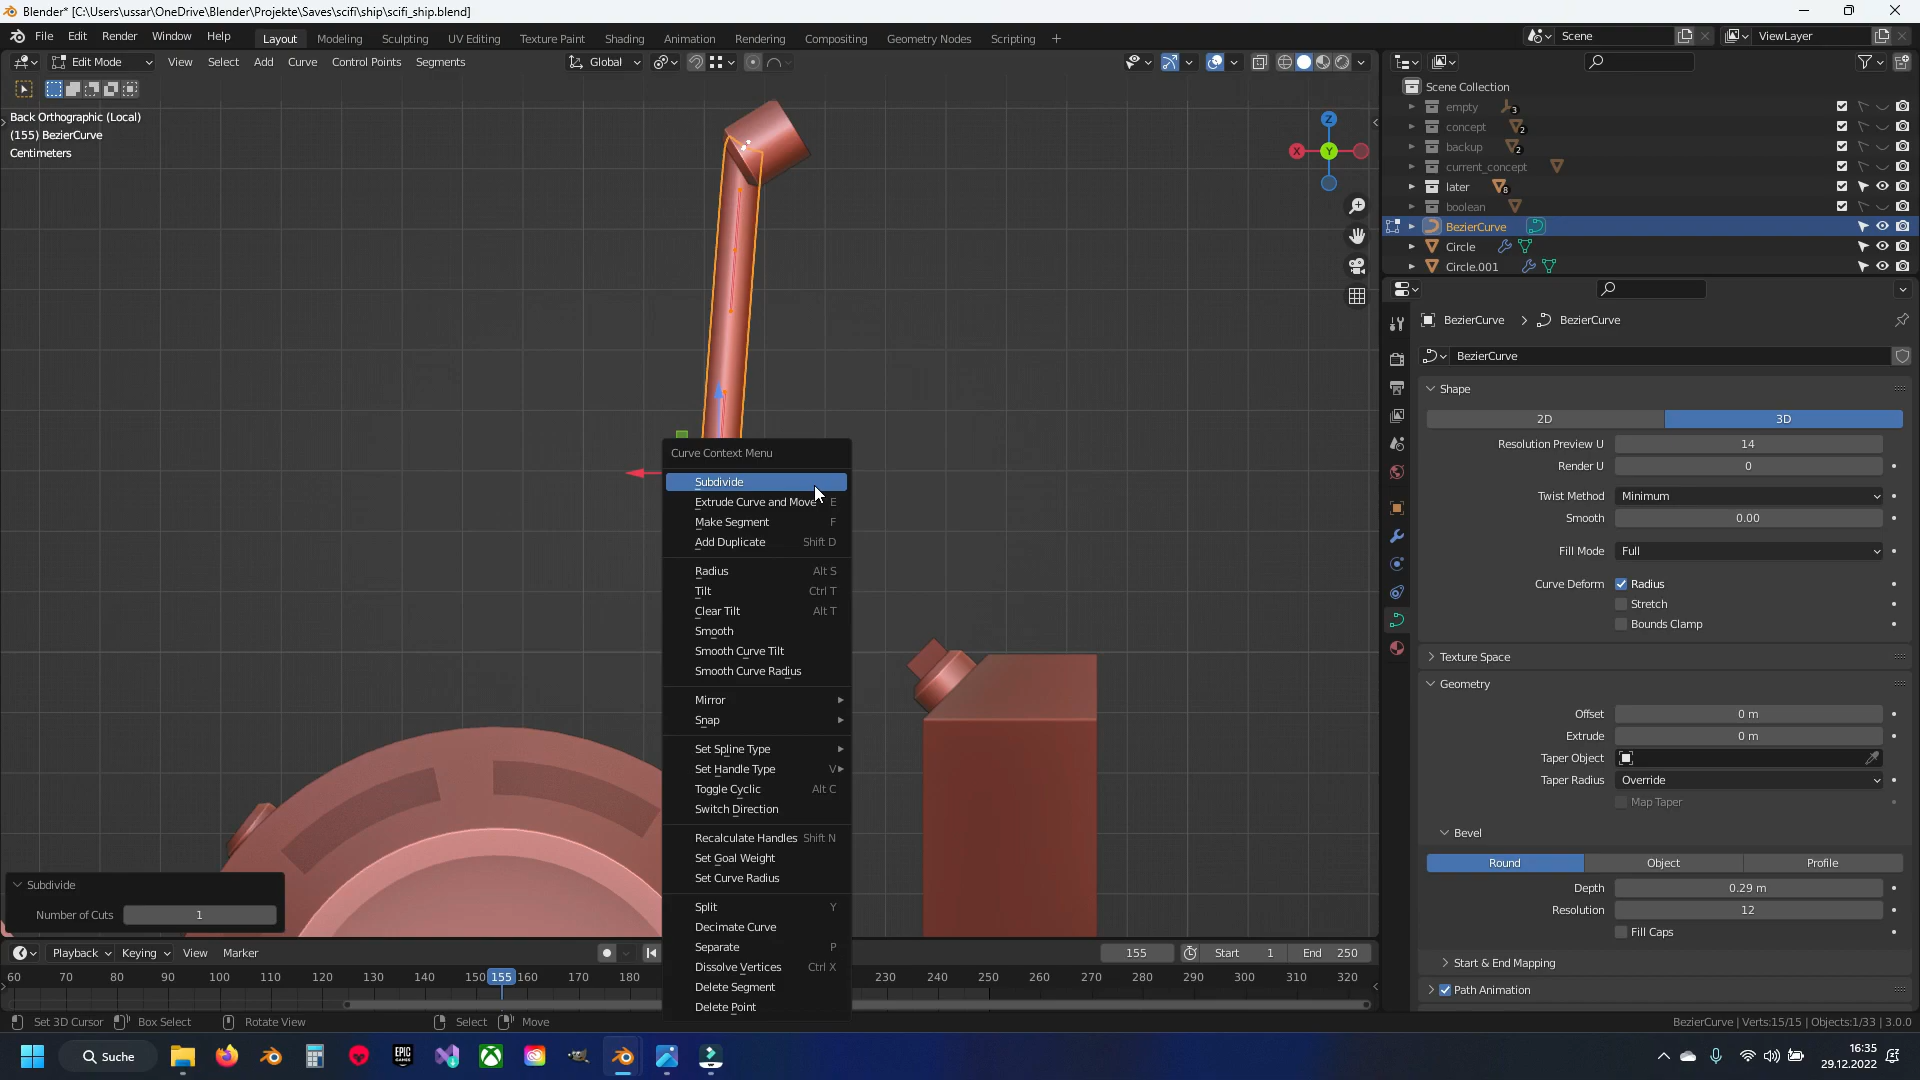 Blender* [C:\Users\ussar\OneDrive\Blender\Projekte\Saves\scifi\ship\scifi_ship.blend]
File Edit Render Window Help Layout Modeling Sculpting UV Editing Texture Paint Shading Animation Rendering Compositing Geometry Nodes Scripting + Scene ViewLayer
Edit Mode View Select Add Curve Control Points Segments Global
Back Orthographic (Local)
(155) BezierCurve
Centimeters
Z
X
Y
Scene Collection
empty 3
concept 2
backup 2
current_concept
later 8
boolean
BezierCurve
Circle
Circle.001
BezierCurve > BezierCurve
BezierCurve
Shape
2D 3D
Resolution Preview U 14
Render U 0
Twist Method Minimum
Smooth 0.00
Fill Mode Full
Curve Deform Radius
Stretch
Bounds Clamp
Texture Space
Geometry
Offset 0 m
Extrude 0 m
Taper Object
Taper Radius Override
Map Taper
Bevel
Round Object Profile
Depth 0.29 m
Resolution 12
Fill Caps
Start & End Mapping
Path Animation
Curve Context Menu
Subdivide
Extrude Curve and Move E
Make Segment F
Add Duplicate Shift D
Radius Alt S
Tilt Ctrl T
Clear Tilt Alt T
Smooth
Smooth Curve Tilt
Smooth Curve Radius
Mirror
Snap
Set Spline Type
Set Handle Type V
Toggle Cyclic Alt C
Switch Direction
Recalculate Handles Shift N
Set Goal Weight
Set Curve Radius
Split Y
Decimate Curve
Separate P
Dissolve Vertices Ctrl X
Delete Segment
Delete Point
Subdivide
Number of Cuts 1
Playback Keying View Marker 155 Start 1 End 250
60 70 80 90 100 110 120 130 140 150 155 160 170 180 230 240 250 260 270 280 290 300 310 320
Set 3D Cursor Box Select Rotate View Select Move BezierCurve | Verts:15/15 | Objects:1/33 | 3.0.0
Suche EPIC GAMES 16:35
29.12.2022